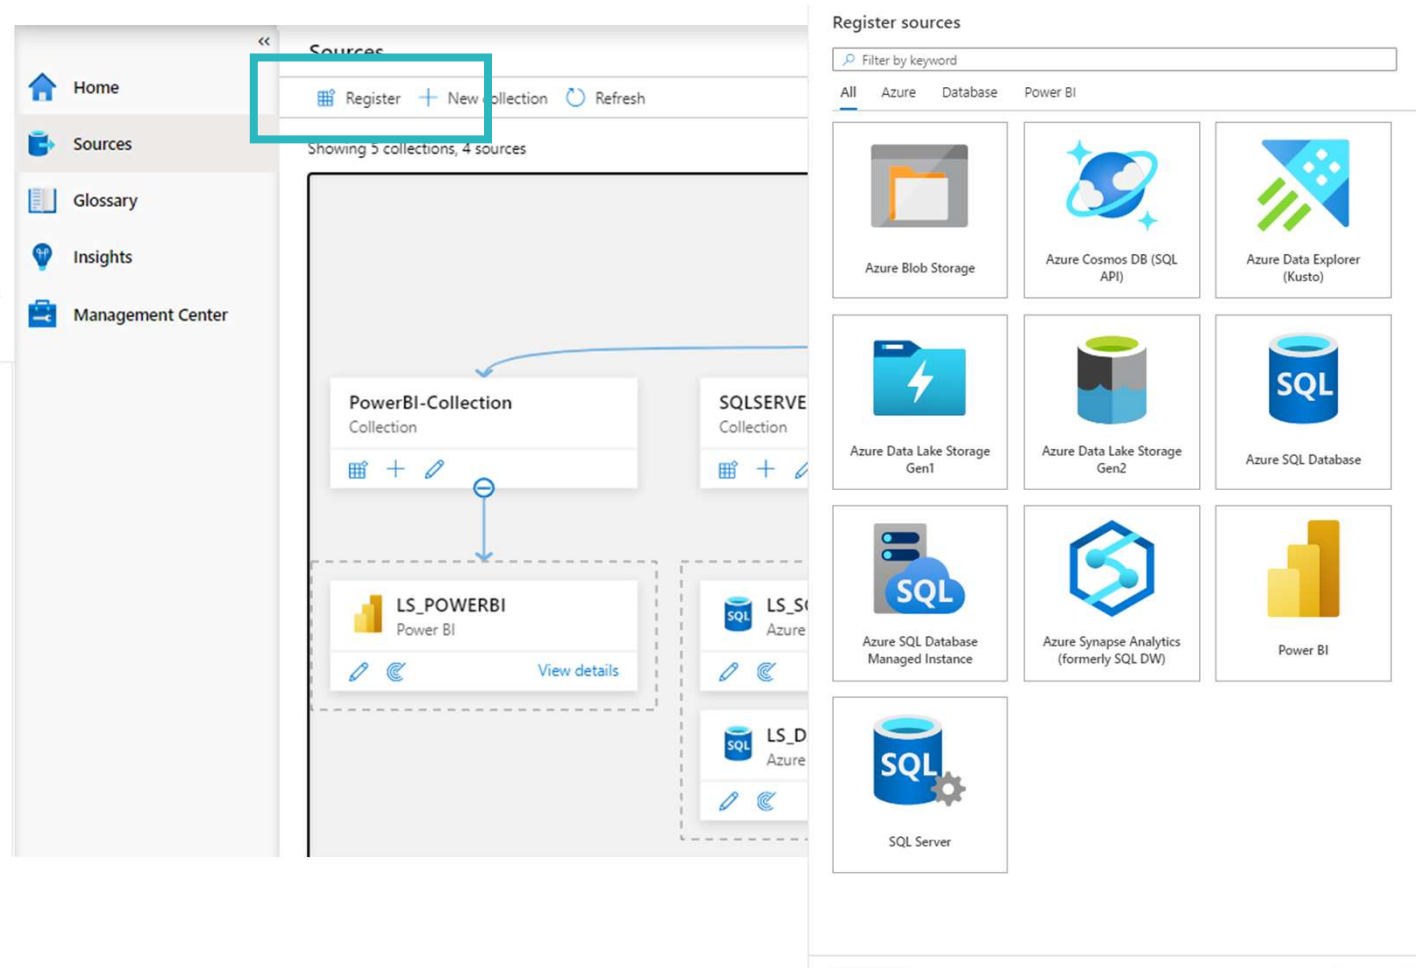 «
Home
Sources
Glossary
Insights
Management Center
Sources
Register
New collection
Refresh
Showing 5 collections, 4 sources
PowerBI-Collection
Collection
SQLSERVE
Collection
LS_POWERBI
Power BI
View details
SQL
LS_S
Azure
SQL
LS_D
Azure
Register sources
Filter by keyword
All
Azure
Database
Power BI
Azure Blob Storage
Azure Cosmos DB (SQL
API)
Azure Data Explorer
(Kusto)
Azure Data Lake Storage
Gen1
Azure Data Lake Storage
Gen2
SQL
Azure SQL Database
SQL
Azure SQL Database
Managed Instance
Azure Synapse Analytics
(formerly SQL DW)
Power BI
SQL
SQL Server